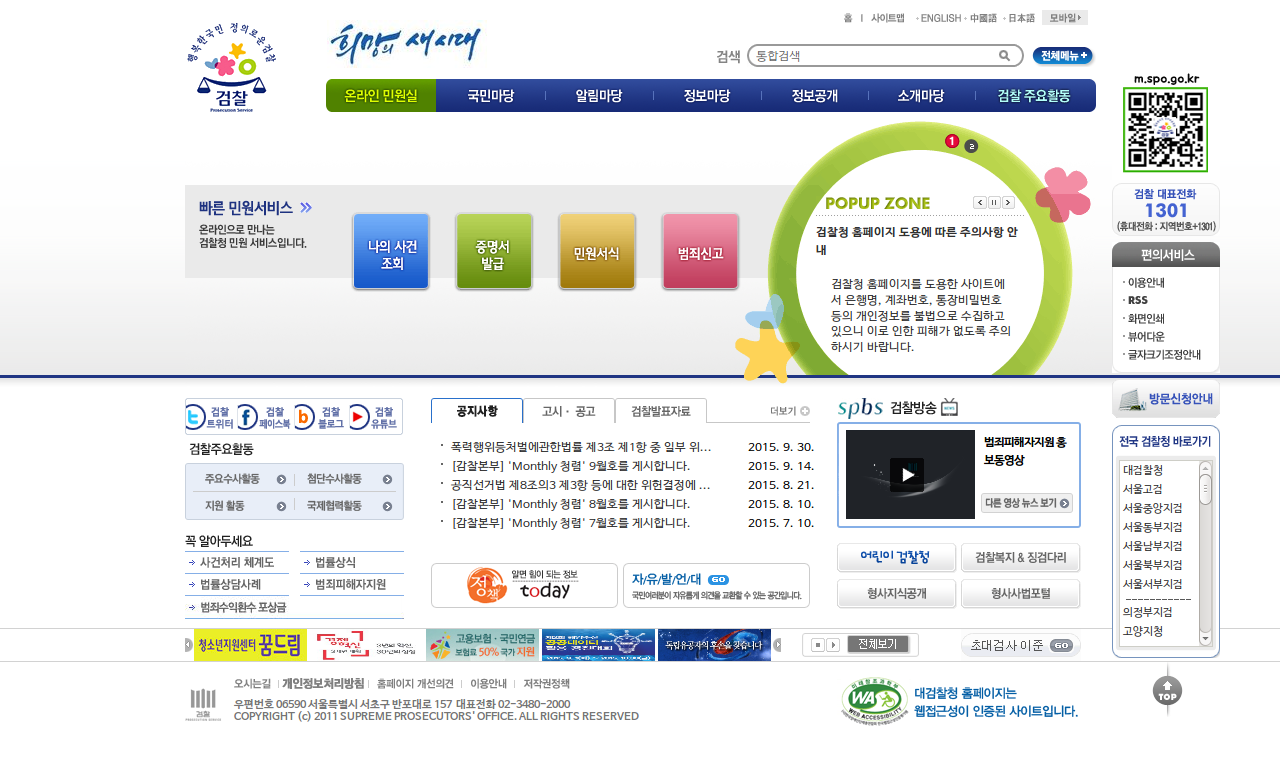 행복한국민 정의로운검찰
검찰
Prosecution Service
희망의 새시대
홈 | 사이트맵 · ENGLISH · 中國語 · 日本語 모바일
검색 통합검색 전체메뉴 +
온라인 민원실 국민마당 알림마당 정보마당 정보공개 소개마당 검찰 주요활동
m.spo.go.kr
검찰 대표전화
1301
(휴대전화 : 지역번호+1301)
편의서비스
· 이용안내
· RSS
· 화면인쇄
· 뷰어다운
· 글자크기조정안내
빠른 민원서비스
온라인으로 만나는
검찰청 민원 서비스입니다.
나의 사건
조회
증명서
발급
민원서식
범죄신고
1 2
POPUP ZONE
검찰청 홈페이지 도용에 따른 주의사항 안
내
검찰청 홈페이지를 도용한 사이트에
서 은행명, 계좌번호, 통장비밀번호
등의 개인정보를 불법으로 수집하고
있으니 이로 인한 피해가 없도록 주의
하시기 바랍니다.
방문신청안내
전국 검찰청 바로가기
대검찰청
서울고검
서울중앙지검
서울동부지검
서울남부지검
서울북부지검
서울서부지검
-----------
의정부지검
고양지청
검찰
트위터
검찰
페이스북
검찰
블로그
검찰
유튜브
검찰주요활동
주요수사활동 첨단수사활동
지원 활동 국제협력활동
꼭 알아두세요
사건처리 체계도 법률상식
법률상담사례 범죄피해자지원
범죄수익환수 포상금
공지사항 고시 · 공고 검찰발표자료 더보기
· 폭력행위등처벌에관한법률 제3조 제1항 중 일부 위... 2015. 9. 30.
· [감찰본부] 'Monthly 청렴' 9월호를 게시합니다. 2015. 9. 14.
· 공직선거법 제8조의3 제3항 등에 대한 위헌결정에 ... 2015. 8. 21.
· [감찰본부] 'Monthly 청렴' 8월호를 게시합니다. 2015. 8. 10.
· [감찰본부] 'Monthly 청렴' 7월호를 게시합니다. 2015. 7. 10.
정책 알면 힘이 되는 정보
today
자/유/발/언/대 GO
국민여러분이 자유롭게 의견을 교환할 수 있는 공간입니다.
spbs 검찰방송
범죄피해자지원 홍
보동영상
다른 영상 뉴스 보기
어린이 검찰청 검찰복지 & 징검다리
형사지식공개 형사사법포털
청소년지원센터 꿈드림
고용보험 · 국민연금
보험료 50% 국가 지원
독립유공자의 후손을 찾습니다
전체보기
초대검사 이준 GO
오시는길 | 개인정보처리방침 | 홈페이지 개선의견 | 이용안내 | 저작권정책
우편번호 06590 서울특별시 서초구 반포대로 157 대표전화 02-3480-2000
COPYRIGHT (c) 2011 SUPREME PROSECUTORS' OFFICE. ALL RIGHTS RESERVED
검찰
WA
WEB ACCESSIBILITY
대검찰청 홈페이지는
웹접근성이 인증된 사이트입니다.
TOP